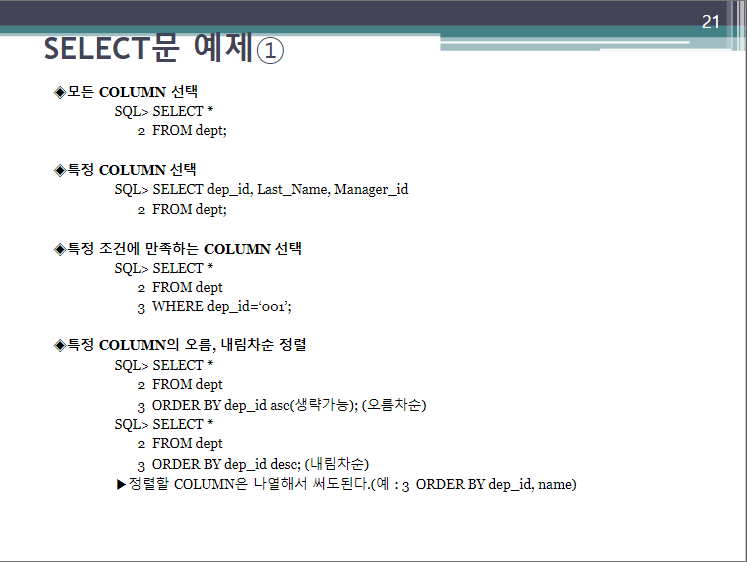 21
SELECT문 예제①
◈모든 COLUMN 선택
SQL> SELECT *
2 FROM dept;
◈특정 COLUMN 선택
SQL> SELECT dep_id, Last_Name, Manager_id
2 FROM dept;
◈특정 조건에 만족하는 COLUMN 선택
SQL> SELECT *
2 FROM dept
3 WHERE dep_id=‘001’;
◈특정 COLUMN의 오름, 내림차순 정렬
SQL> SELECT *
2 FROM dept
3 ORDER BY dep_id asc(생략가능); (오름차순)
SQL> SELECT *
2 FROM dept
3 ORDER BY dep_id desc; (내림차순)
▶정렬할 COLUMN은 나열해서 써도된다.(예 : 3 ORDER BY dep_id, name)